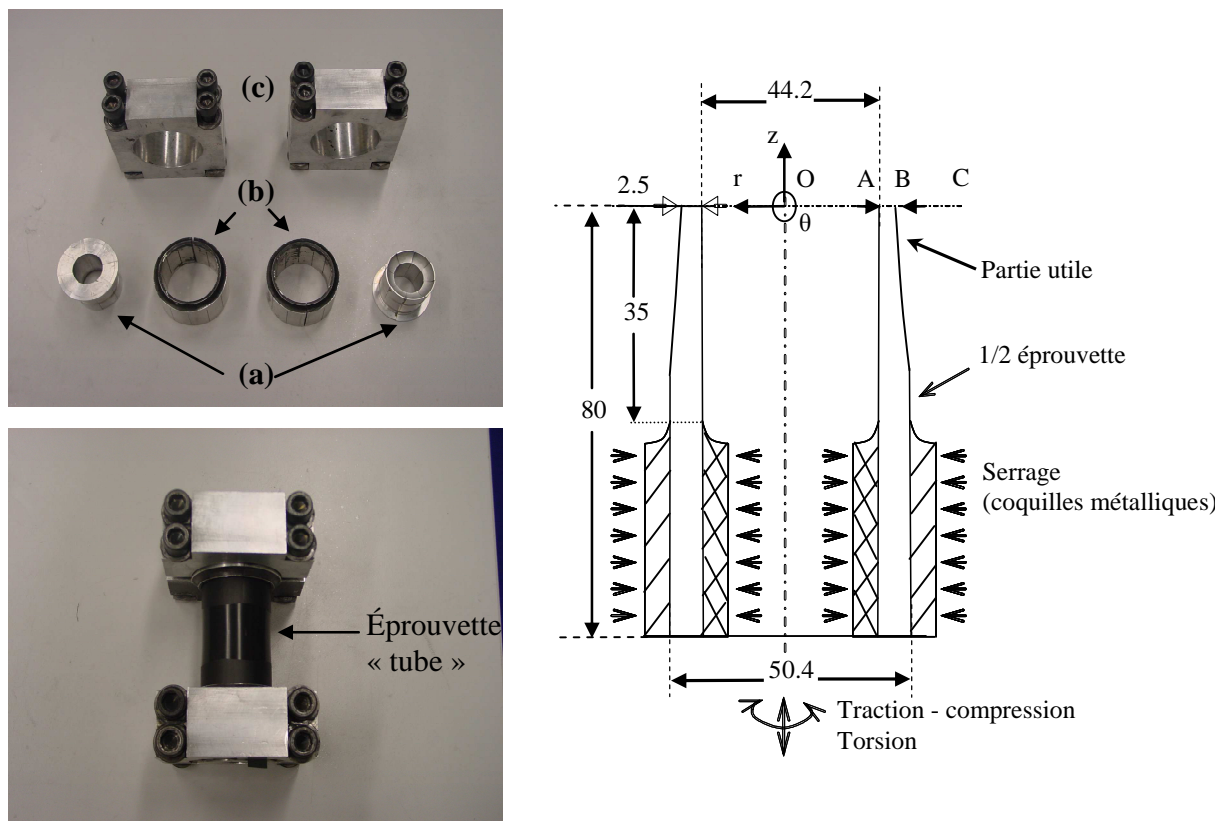 (c)
(b)
(a)
Éprouvette
« tube »
44.2
z
2.5
r
O
A
B
C
θ
Partie utile
35
1/2 éprouvette
80
Serrage
(coquilles métalliques)
50.4
Traction - compression
Torsion